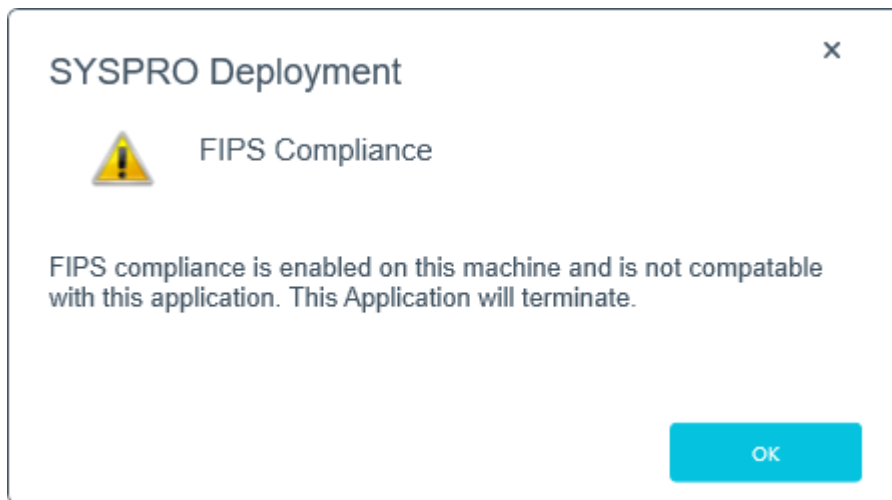 SYSPRO Deployment
FIPS Compliance
FIPS compliance is enabled on this machine and is not compatable
with this application. This Application will terminate.
OK